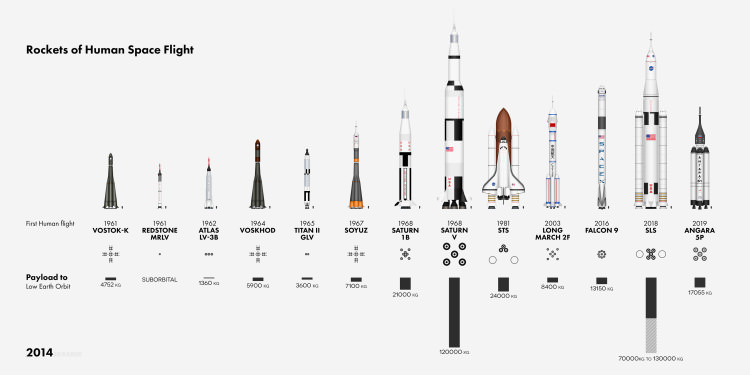 Rockets of Human Space Flight
First Human flight
1961
VOSTOK-K
1961
REDSTONE
MRLV
1962
ATLAS
LV-3B
1964
VOSKHOD
1965
TITAN II
GLV
1967
SOYUZ
1968
SATURN
1B
1968
SATURN
V
1981
STS
2003
LONG
MARCH 2F
2016
FALCON 9
2018
SLS
2019
ANGARA
5P
Payload to
Low Earth Orbit
4752 KG
SUBORBITAL
1360 KG
5900 KG
3600 KG
7100 KG
21000 KG
120000 KG
24000 KG
8400 KG
13150 KG
70000KG TO 130000 KG
17055 KG
SPACEX
2014